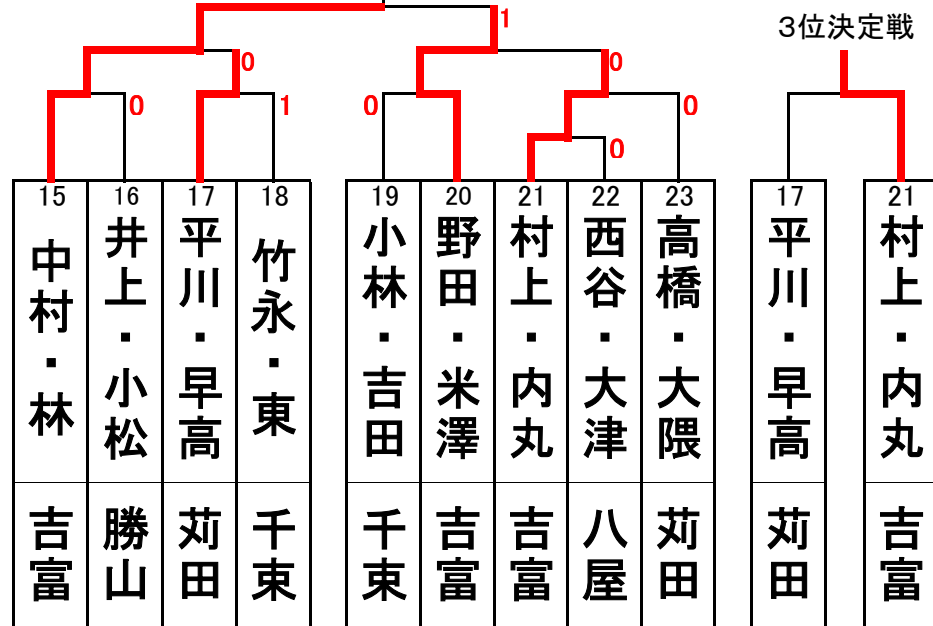 1
3位決定戦
0
0
0
1
0
0
0
15
16
17
18
19
20
21
22
23
17
21
中村・林
井上・小松
平川・早高
竹永・東
小林・吉田
野田・米澤
村上・内丸
西谷・大津
高橋・大隈
平川・早高
村上・内丸
吉富
勝山
苅田
千束
千束
吉富
吉富
八屋
苅田
苅田
吉富